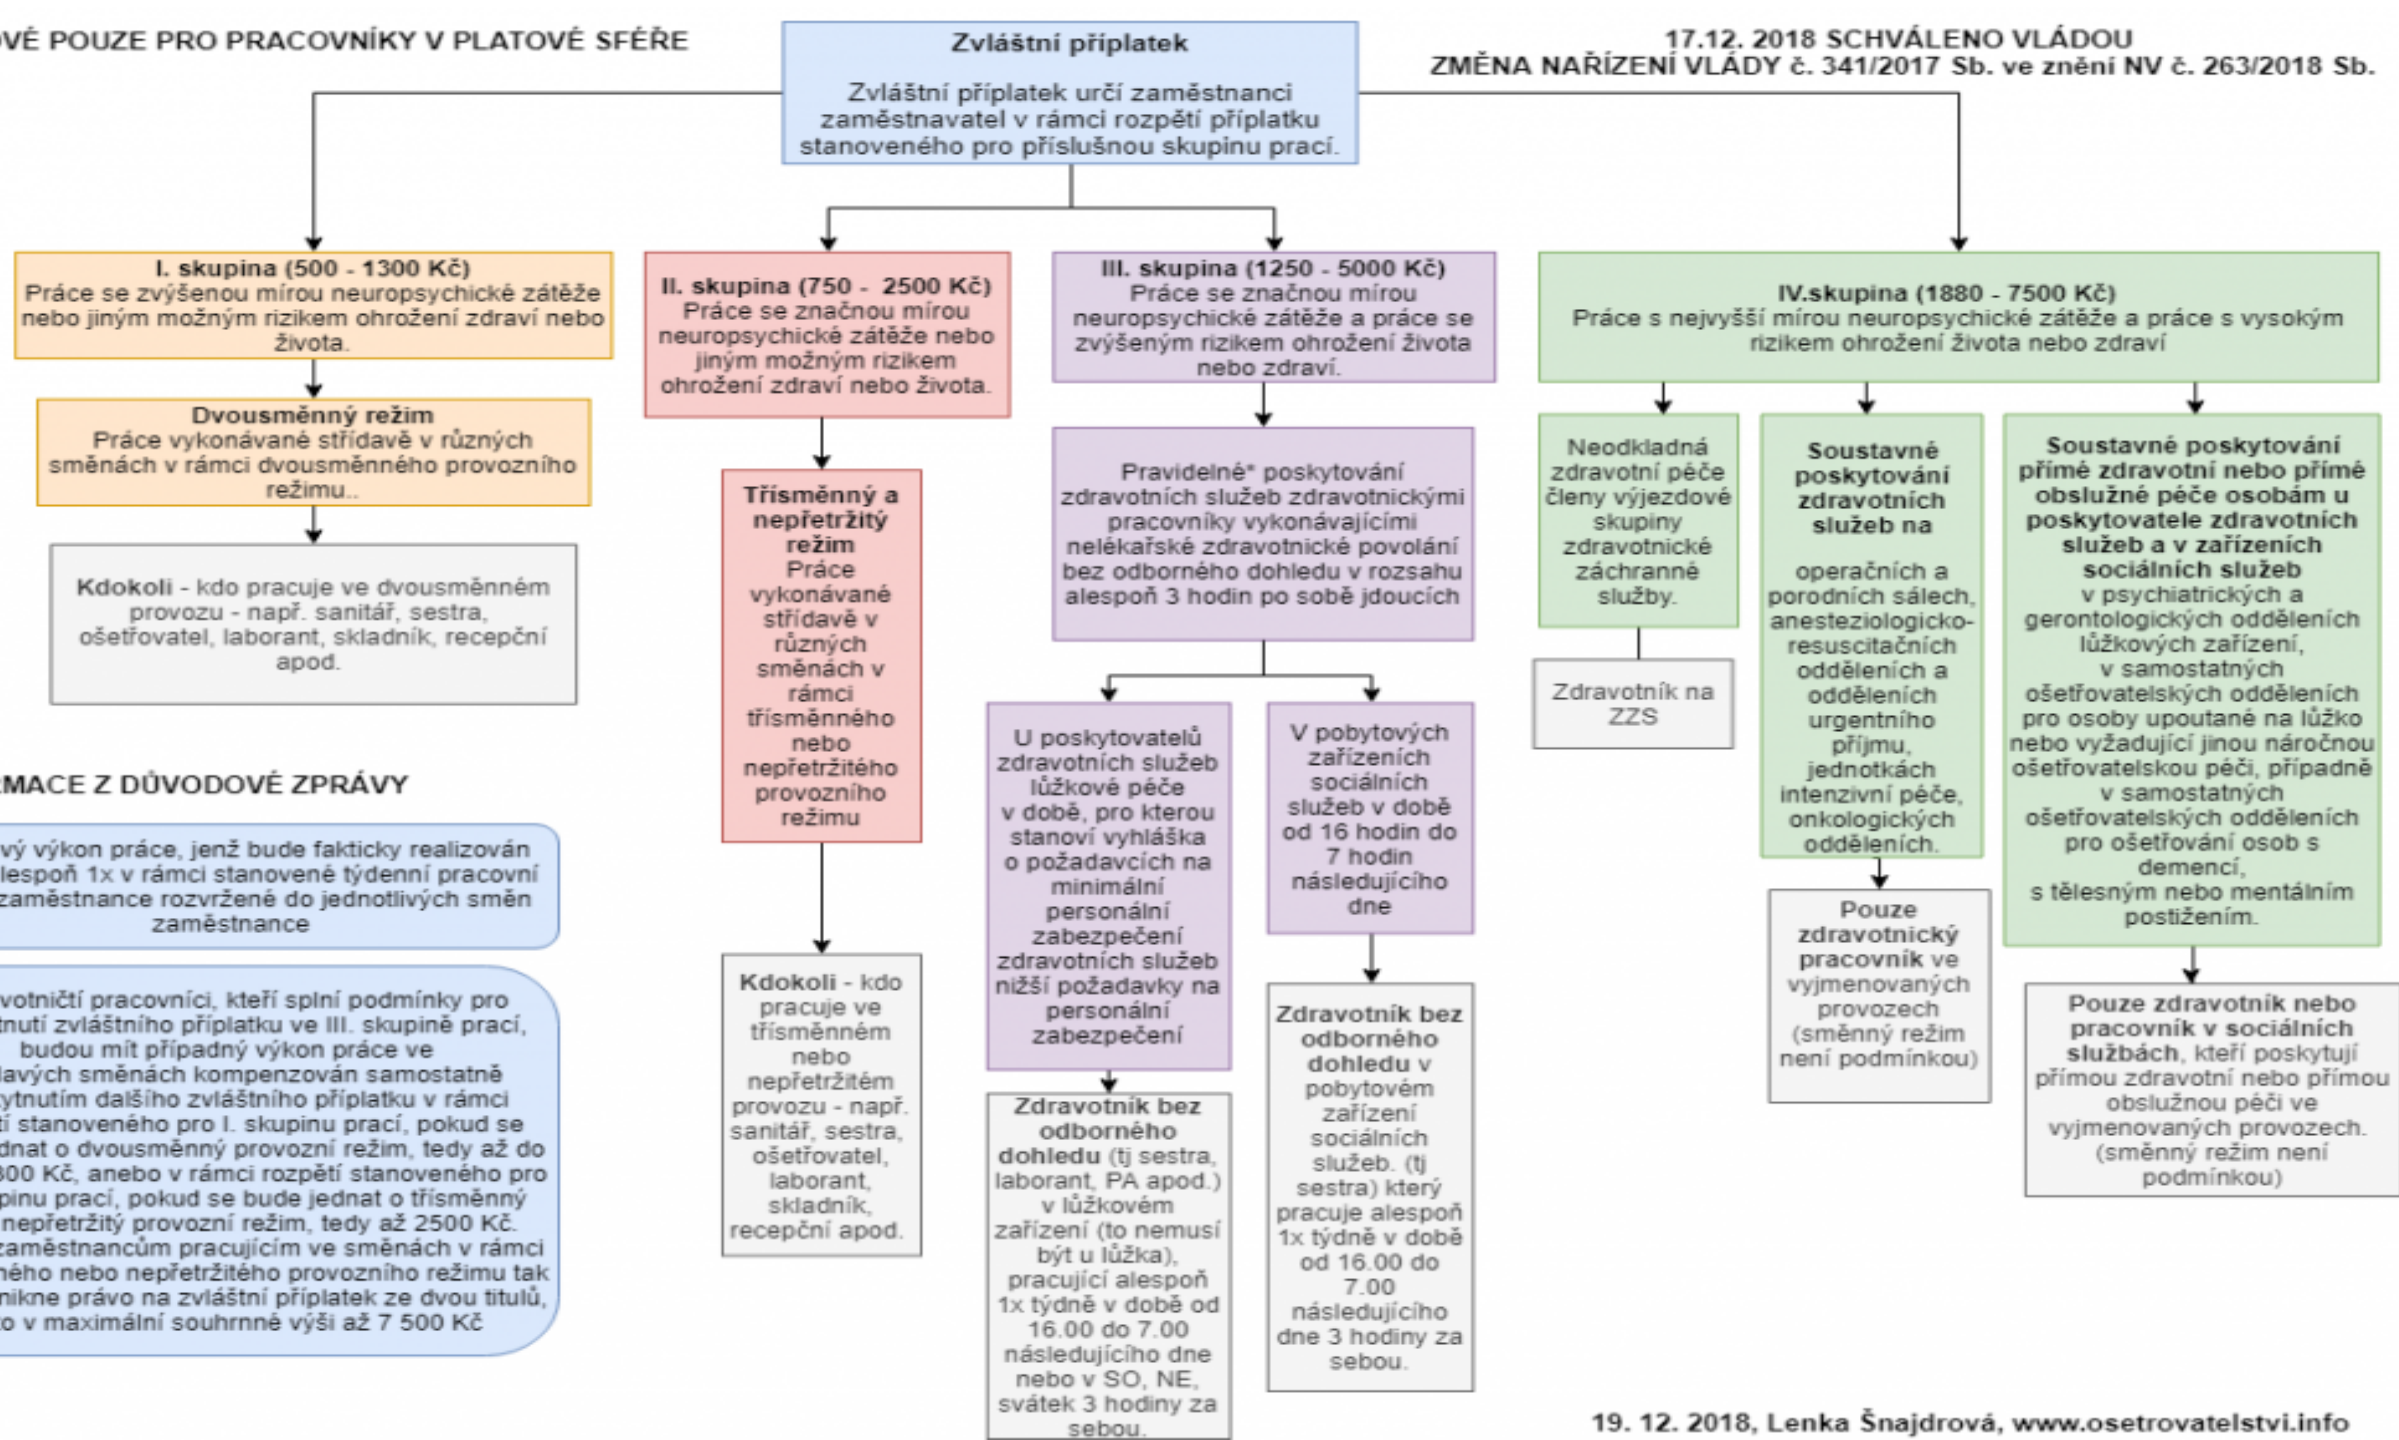 VÉ POUZE PRO PRACOVNÍKY V PLATOVÉ SFÉŘE
Zvláštní příplatek
Zvláštní příplatek určí zaměstnanci
zaměstnavatel v rámci rozpětí příplatku
stanoveného pro příslušnou skupinu prací.
17.12. 2018 SCHVÁLENO VLÁDOU
ZMĚNA NAŘÍZENÍ VLÁDY č. 341/2017 Sb. ve znění NV č. 263/2018 Sb.
I. skupina (500 - 1300 Kč)
Práce se zvýšenou mírou neuropsychické zátěže
nebo jiným možným rizikem ohrožení zdraví nebo
života.
Dvousměnný režim
Práce vykonávané střídavě v různých
směnách v rámci dvousměnného provozního
režimu..
Kdokoli - kdo pracuje ve dvousměnném
provozu - např. sanitář, sestra,
ošetřovatel, laborant, skladník, recepční
apod.
II. skupina (750 - 2500 Kč)
Práce se značnou mírou
neuropsychické zátěže nebo
jiným možným rizikem
ohrožení zdraví nebo života.
Třísměnný a
nepřetržitý
režim
Práce
vykonávané
střídavě v
různých
směnách v
rámci
třísměnného
nebo
nepřetržitého
provozního
režimu
Kdokoli - kdo
pracuje ve
třísměnném
nebo
nepřetržitém
provozu - např.
sanitář, sestra,
ošetřovatel,
laborant,
skladník,
recepční apod.
III. skupina (1250 - 5000 Kč)
Práce se značnou mírou
neuropsychické zátěže a práce se
zvýšeným rizikem ohrožení života
nebo zdraví.
Pravidelné* poskytování
zdravotních služeb zdravotnickými
pracovníky vykonávajícími
nelékařské zdravotnické povolání
bez odborného dohledu v rozsahu
alespoň 3 hodin po sobě jdoucích
U poskytovatelů
zdravotních služeb
lůžkové péče
v době, pro kterou
stanoví vyhláška
o požadavcích na
minimální
personální
zabezpečení
zdravotních služeb
nižší požadavky na
personální
zabezpečení
Zdravotník bez
odborného
dohledu (tj sestra,
laborant, PA apod.)
v lůžkovém
zařízení (to nemusí
být u lůžka),
pracující alespoň
1x týdně v době od
16.00 do 7.00
následujícího dne
nebo v SO, NE,
svátek 3 hodiny za
sebou.
V pobytových
zařízeních
sociálních
služeb v době
od 16 hodin do
7 hodin
následujícího
dne
Zdravotník bez
odborného
dohledu v
pobytovém
zařízení
sociálních
služeb. (tj
sestra) který
pracuje alespoň
1x týdně v době
od 16.00 do
7.00
následujícího
dne 3 hodiny za
sebou.
IV.skupina (1880 - 7500 Kč)
Práce s nejvyšší mírou neuropsychické zátěže a práce s vysokým
rizikem ohrožení života nebo zdraví
Neodkladná
zdravotní péče
členy výjezdové
skupiny
zdravotnické
záchranné
služby.
Zdravotník na
ZZS
Soustavné
poskytování
zdravotních
služeb na
operačních a
porodních sálech,
anesteziologicko-
resuscitačních
odděleních a
odděleních
urgentního
příjmu,
jednotkách
intenzivní péče,
onkologických
odděleních.
Pouze
zdravotnický
pracovník ve
vyjmenovaných
provozech
(směnný režim
není podmínkou)
Soustavné poskytování
přímé zdravotní nebo přímé
obslužné péče osobám u
poskytovatele zdravotních
služeb a v zařízeních
sociálních služeb
v psychiatrických a
gerontologických odděleních
lůžkových zařízení,
v samostatných
ošetřovatelských odděleních
pro osoby upoutané na lůžko
nebo vyžadující jinou náročnou
ošetřovatelskou péči, případně
v samostatných
ošetřovatelských odděleních
pro ošetřování osob s
demencí,
s tělesným nebo mentálním
postižením.
Pouze zdravotník nebo
pracovník v sociálních
službách, kteří poskytují
přímou zdravotní nebo přímou
obslužnou péči ve
vyjmenovaných provozech.
(směnný režim není
podmínkou)
MACE Z DŮVODOVÉ ZPRÁVY
vý výkon práce, jenž bude fakticky realizován
lespoň 1x v rámci stanovené týdenní pracovní
zaměstnance rozvržené do jednotlivých směn
zaměstnance
votničtí pracovníci, kteří splní podmínky pro
tnutí zvláštního příplatku ve III. skupině prací,
budou mít případný výkon práce ve
lavých směnách kompenzován samostatně
ytnutím dalšího zvláštního příplatku v rámci
tí stanoveného pro I. skupinu prací, pokud se
dnat o dvousměnný provozní režim, tedy až do
300 Kč, anebo v rámci rozpětí stanoveného pro
pinu prací, pokud se bude jednat o třísměnný
nepřetržitý provozní režim, tedy až 2500 Kč.
zaměstnancům pracujícím ve směnách v rámci
ného nebo nepřetržitého provozního režimu tak
nikne právo na zvláštní příplatek ze dvou titulů,
o v maximální souhrnné výši až 7 500 Kč
19. 12. 2018, Lenka Šnajdrová, www.osetrovatelstvi.info